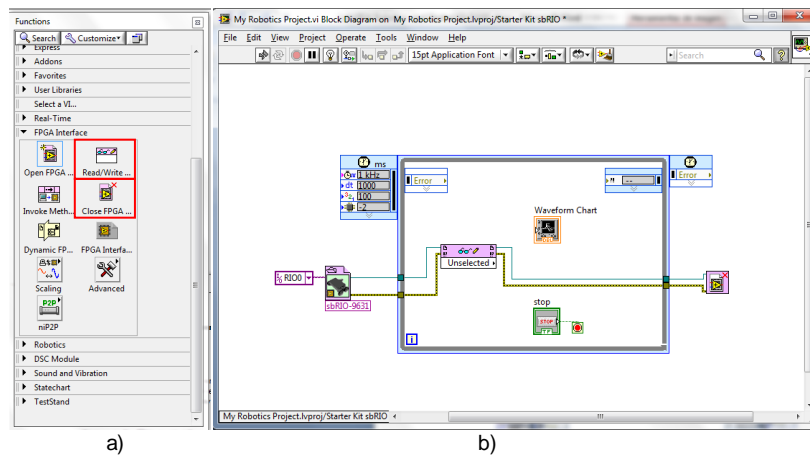 Functions
Search Customize
Express
Addons
Favorites
User Libraries
Select a VI...
Real-Time
FPGA Interface
Open FPGA ... Read/Write ...
Invoke Meth... Close FPGA ...
Dynamic FP... FPGA Interfa...
Scaling Advanced
P2P
niP2P
Robotics
DSC Module
Sound and Vibration
Statechart
TestStand
a)
My Robotics Project.vi Block Diagram on My Robotics Project.lvproj/Starter Kit sbRIO *
File Edit View Project Operate Tools Window Help
15pt Application Font Search
ms
1 kHz
dt 1000
100
-2
Error
--
Error
Waveform Chart
Unselected
RIO0
sbRIO-9631
stop
STOP
TF
i
My Robotics Project.lvproj/Starter Kit sbRIO
b)